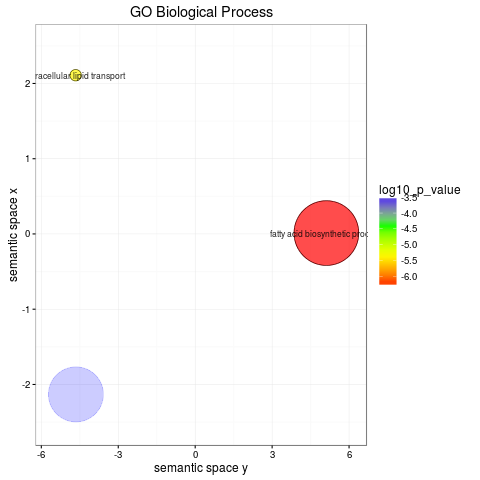 GO Biological Process
racellular lipid transport
fatty acid biosynthetic proc
semantic space x
2
1
0
-1
-2
-6
-3
0
3
6
semantic space y
log10_p_value
-3.5
-4.0
-4.5
-5.0
-5.5
-6.0